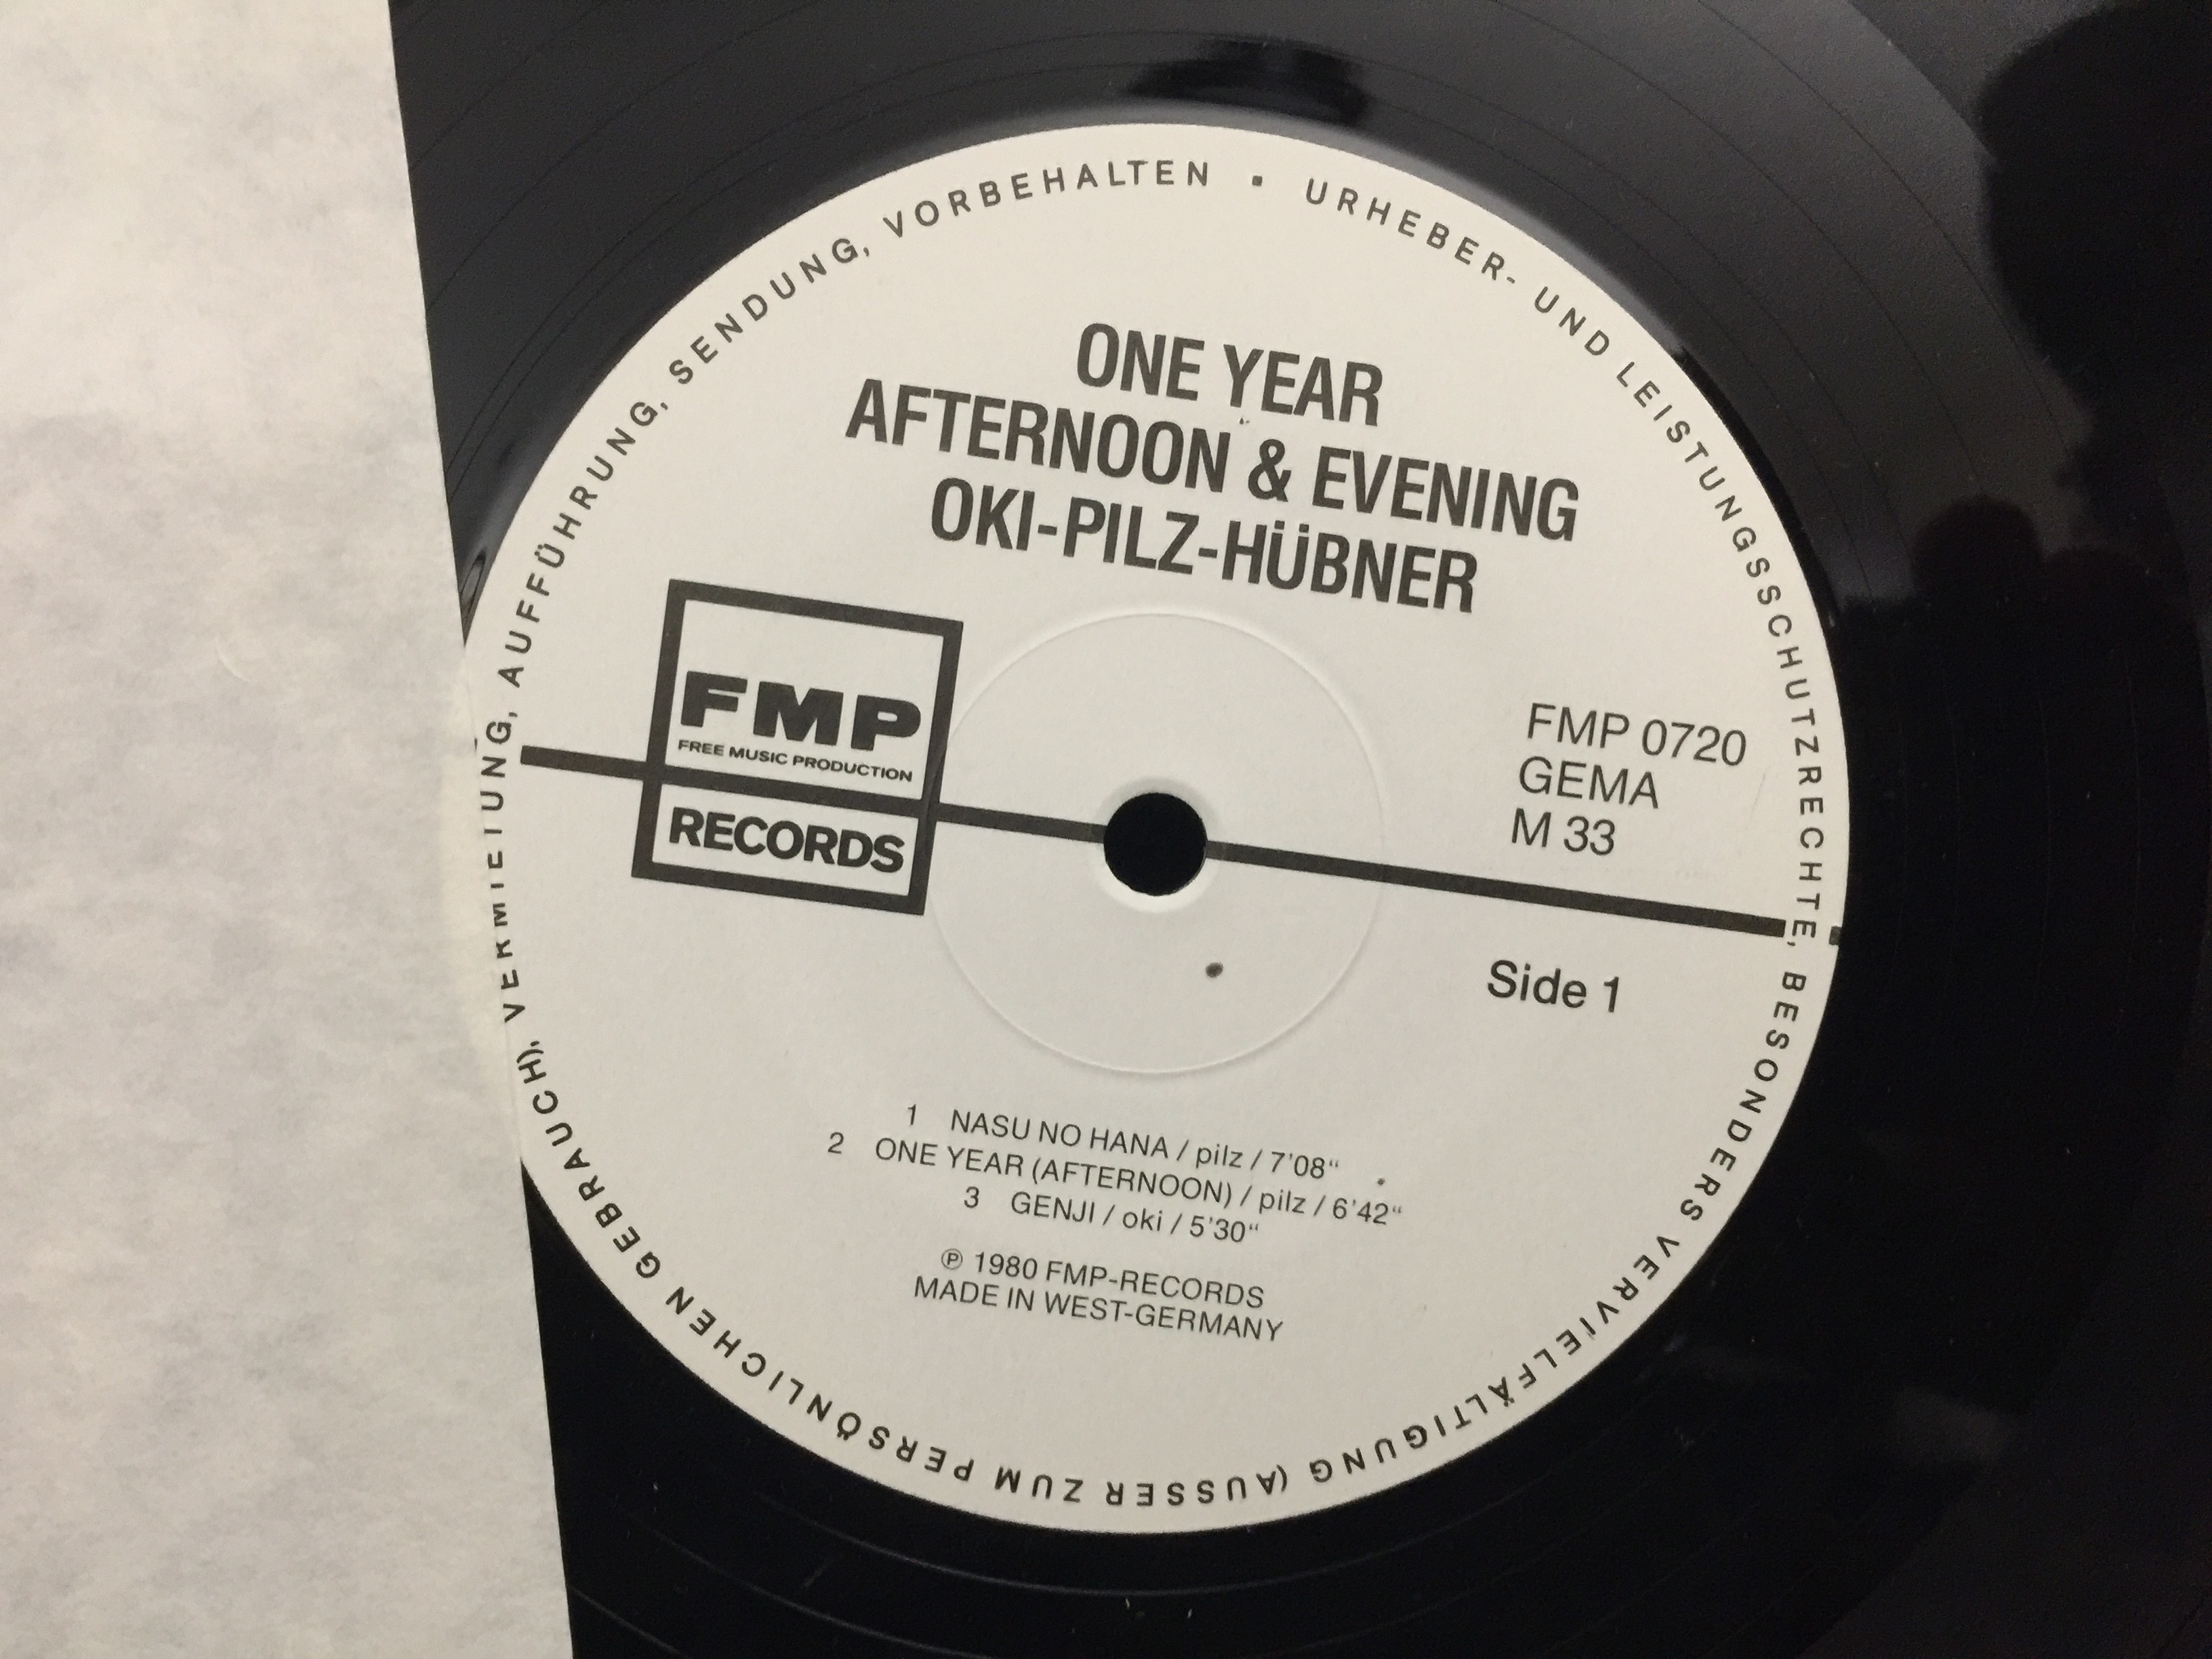 URHEBER- UND LEISTUNGSSCHUTZRECHTE, BESONDERS VERVIELFÄLTIGUNG (AUSSER ZUM PERSÖNLICHEN GEBRAUCH), VERMIETUNG, AUFFÜHRUNG, SENDUNG, VORBEHALTEN ·
ONE YEAR
AFTERNOON & EVENING
OKI-PILZ-HÜBNER
FMP
FREE MUSIC PRODUCTION
RECORDS
FMP 0720
GEMA
M 33
Side 1
1 NASU NO HANA / pilz / 7'08“
2 ONE YEAR (AFTERNOON) / pilz / 6'42“
3 GENJI / oki / 5'30“
℗ 1980 FMP-RECORDS
MADE IN WEST-GERMANY